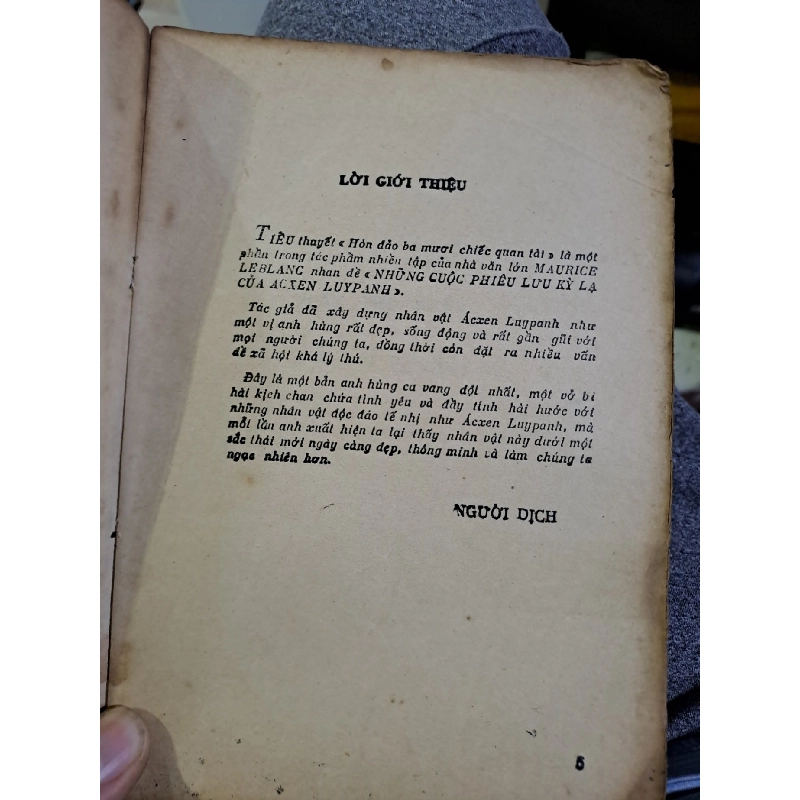 LỜI GIỚI THIỆU
TIỂU thuyết « Hòn đảo ba mươi chiếc quan tài » là một
phần trong tác phẩm nhiều tập của nhà văn lớn MAURICE
LEBLANC nhan đề « NHỮNG CUỘC PHIÊU LƯU KỲ LẠ
CỦA ACXEN LUYPANH ».
Tác giả đã xây dựng nhân vật Ácxen Luypanh như
một vị anh hùng rất đẹp, sống động và rất gần gũi với
mọi người chúng ta, đồng thời còn đặt ra nhiều vấn
đề xã hội khá lý thú.
Đây là một bản anh hùng ca vang dội nhất, một vở bi
hài kịch chan chứa tình yêu và đầy tính hài hước với
những nhân vật độc đáo tế nhị như Ácxen Luypanh, mà
mỗi lần anh xuất hiện ta lại thấy nhân vật này dưới một
sắc thái mới ngày càng đẹp, thông minh và làm chúng ta
ngạc nhiên hơn.
NGƯỜI DỊCH
5